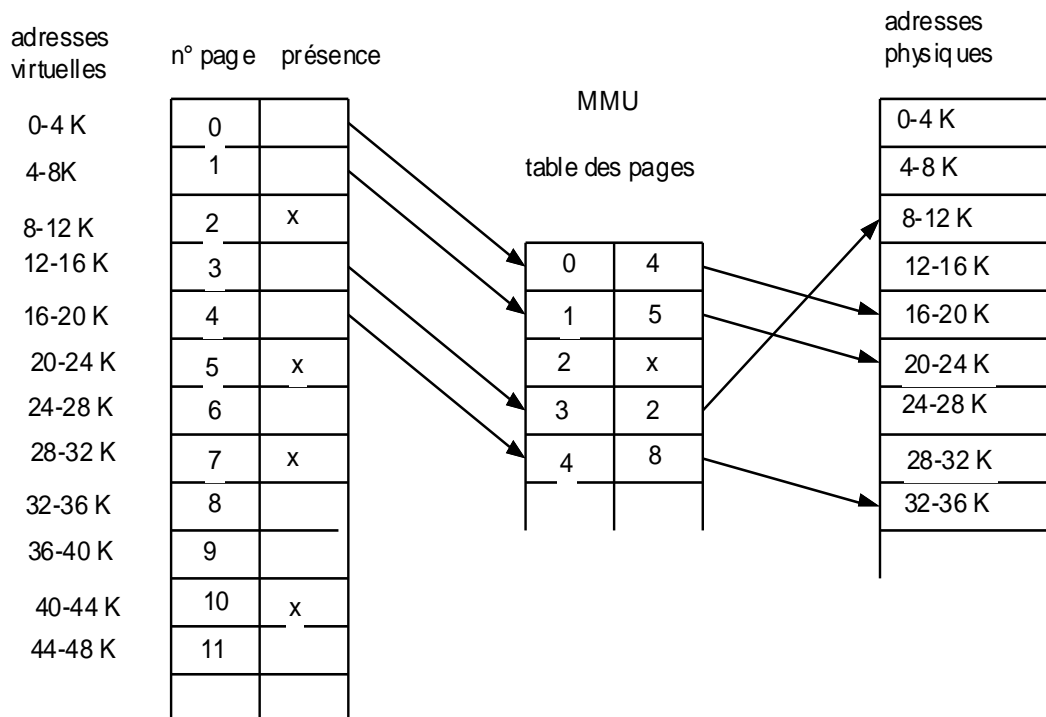 adresses
virtuelles
n° page présence
adresses
physiques
MMU
table des pages
0-4 K
4-8K
8-12 K
12-16 K
16-20 K
20-24 K
24-28 K
28-32 K
32-36 K
36-40 K
40-44 K
44-48 K
0
1
2 x
3
4
5 x
6
7 x
8
9
10 x
11
0 4
1 5
2 x
3 2
4 8
0-4 K
4-8 K
8-12 K
12-16 K
16-20 K
20-24 K
24-28 K
28-32 K
32-36 K